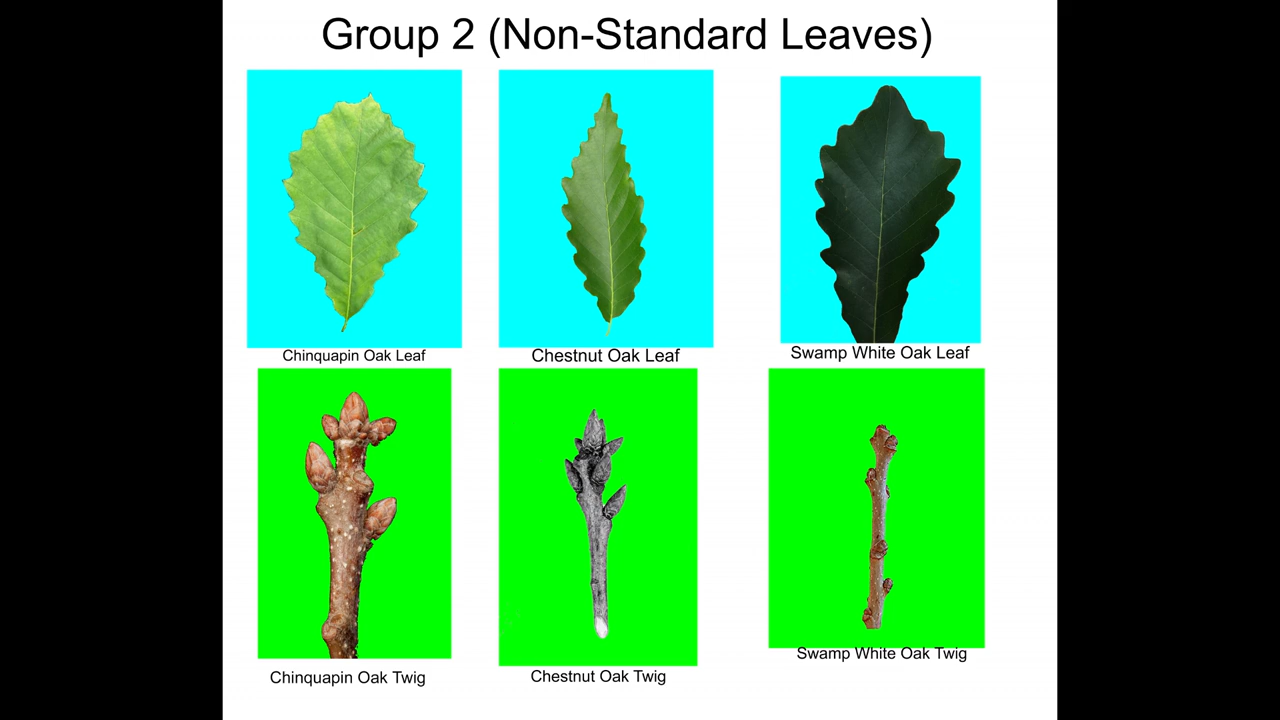 Group 2 (Non-Standard Leaves)
Chinquapin Oak Leaf
Chestnut Oak Leaf
Swamp White Oak Leaf
Chinquapin Oak Twig
Chestnut Oak Twig
Swamp White Oak Twig